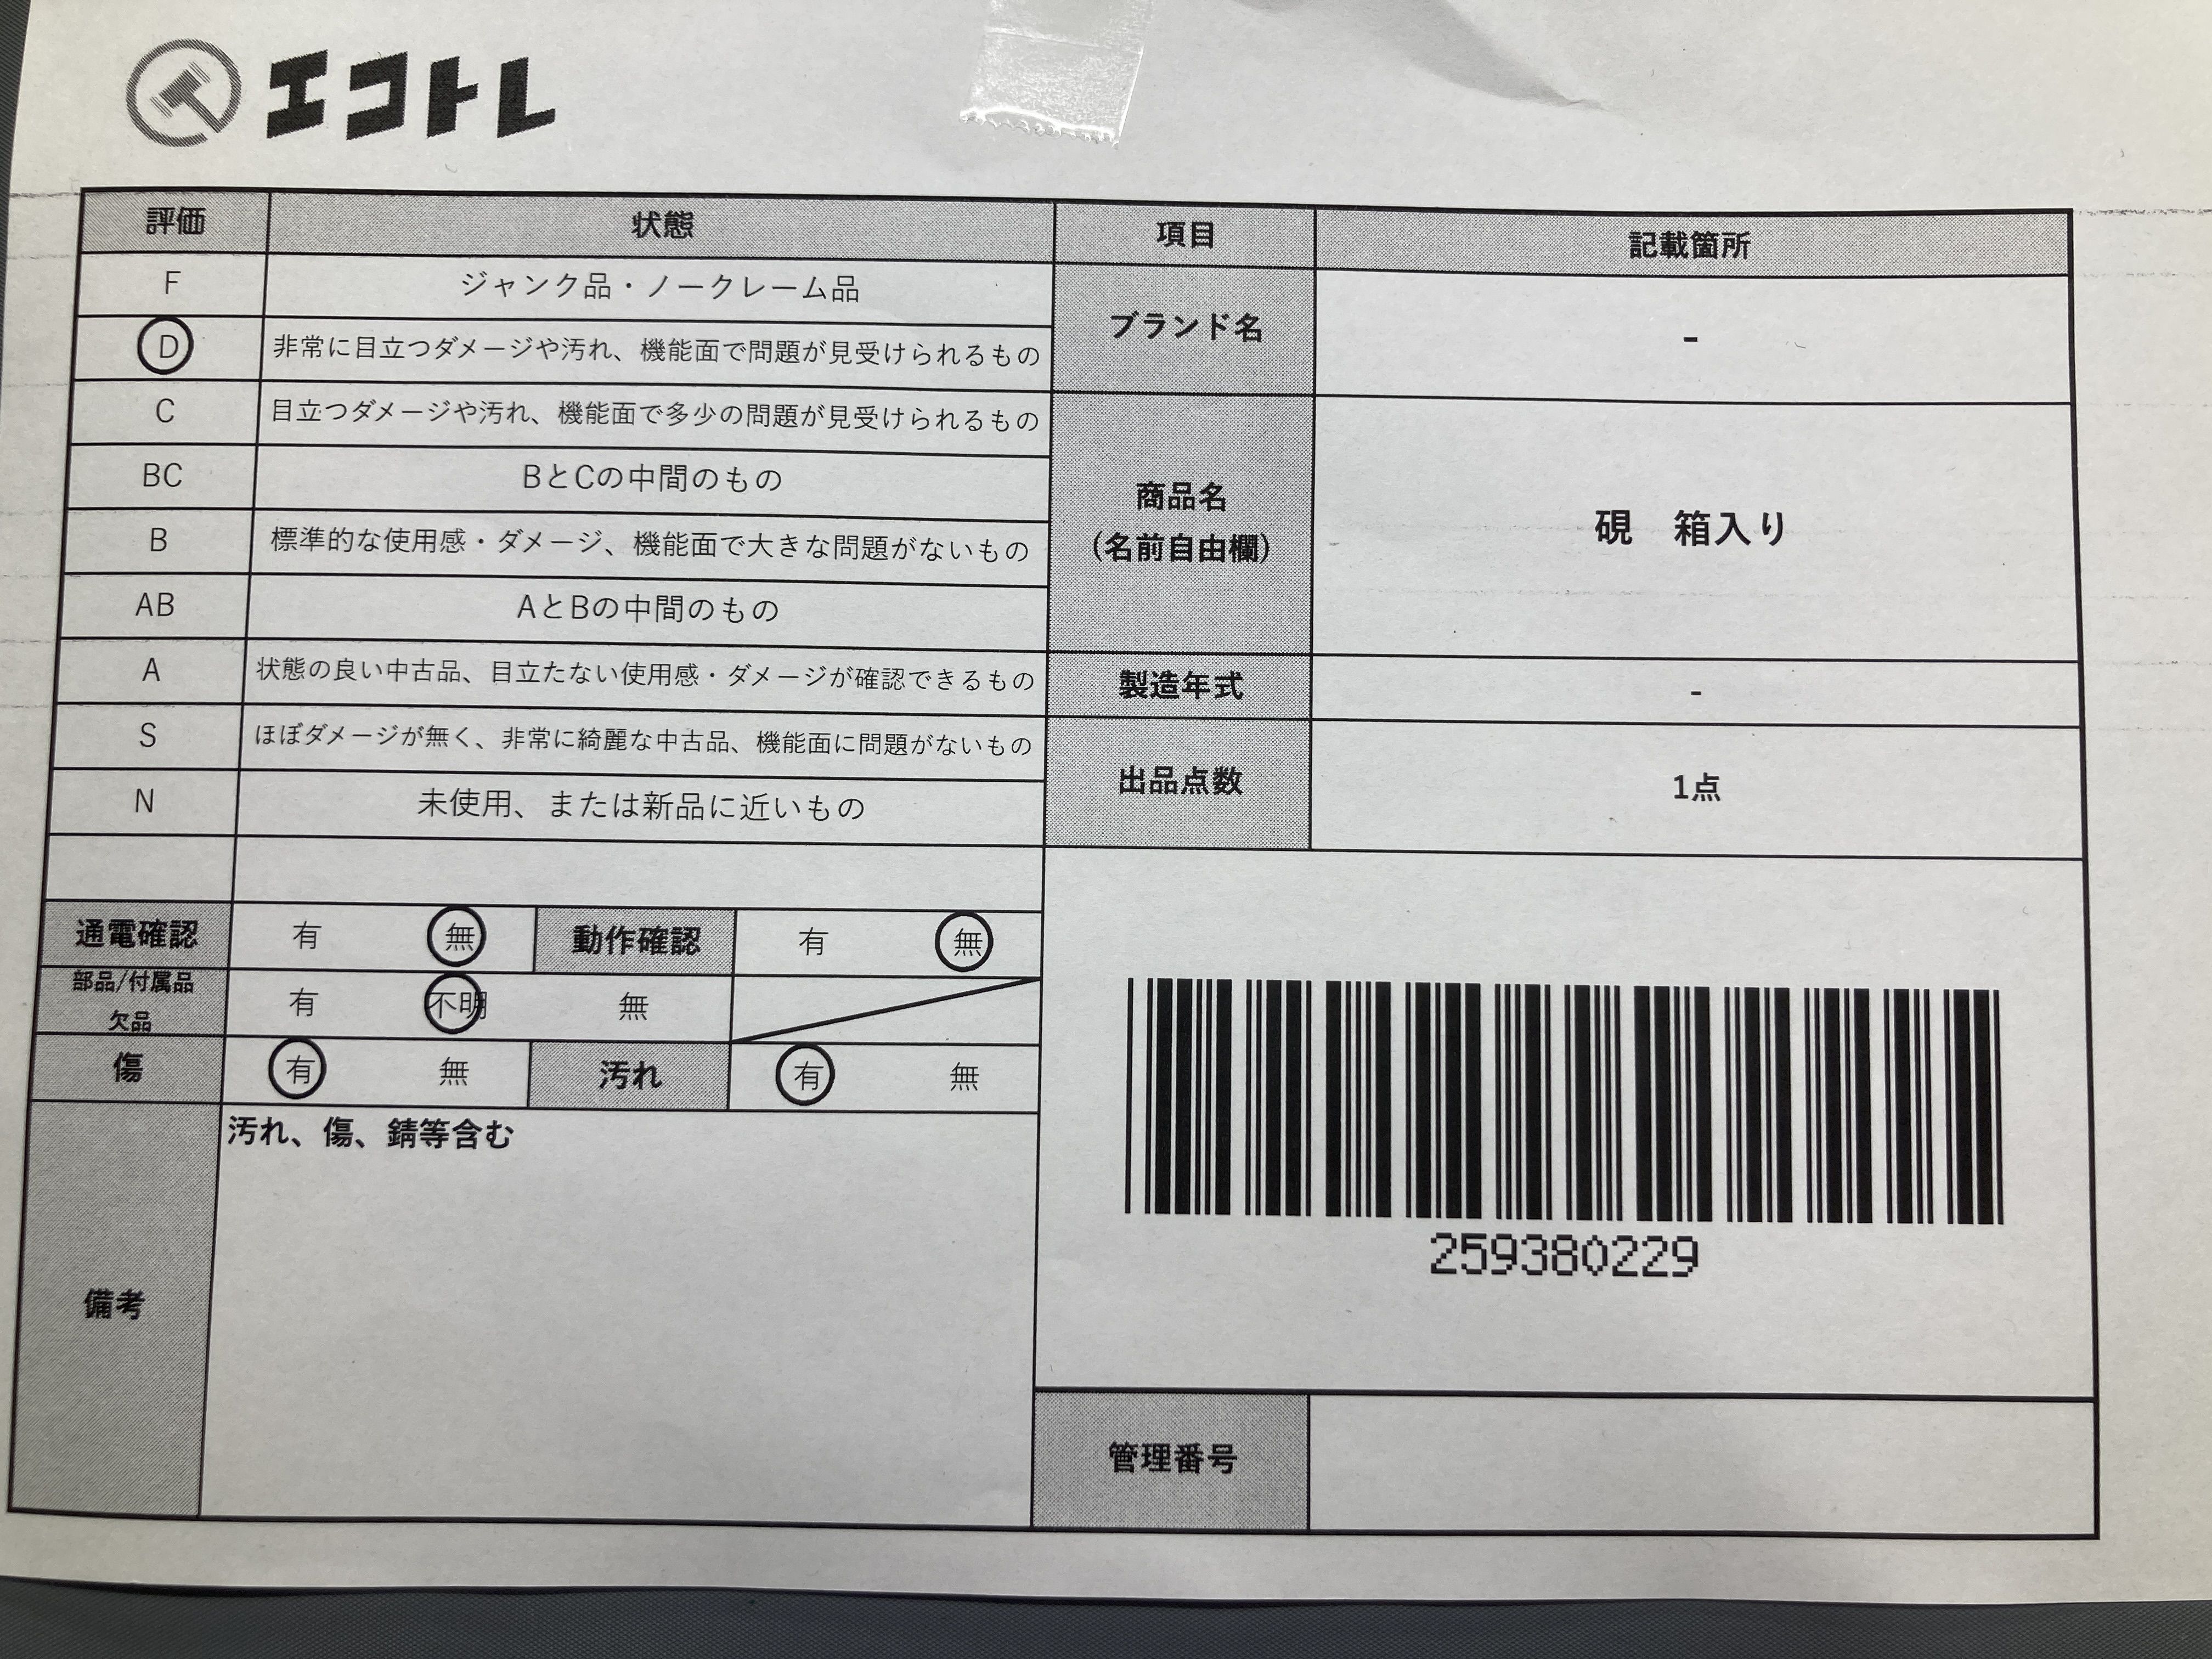 エコトレ
評価 状態 項目 記載箇所
F ジャンク品・ノークレーム品
D 非常に目立つダメージや汚れ、機能面で問題が見受けられるもの
ブランド名 -
C 目立つダメージや汚れ、機能面で多少の問題が見受けられるもの
BC BとCの中間のもの
商品名
(名前自由欄)
硯　箱入り
B 標準的な使用感・ダメージ、機能面で大きな問題がないもの
AB AとBの中間のもの
A 状態の良い中古品、目立たない使用感・ダメージが確認できるもの
製造年式 -
S ほぼダメージが無く、非常に綺麗な中古品、機能面に問題がないもの
出品点数 1点
N 未使用、または新品に近いもの
通電確認 有 無 動作確認 有 無
部品/付属品
欠品
有 不明 無
傷 有 無 汚れ 有 無
備考
汚れ、傷、錆等含む
259380229
管理番号